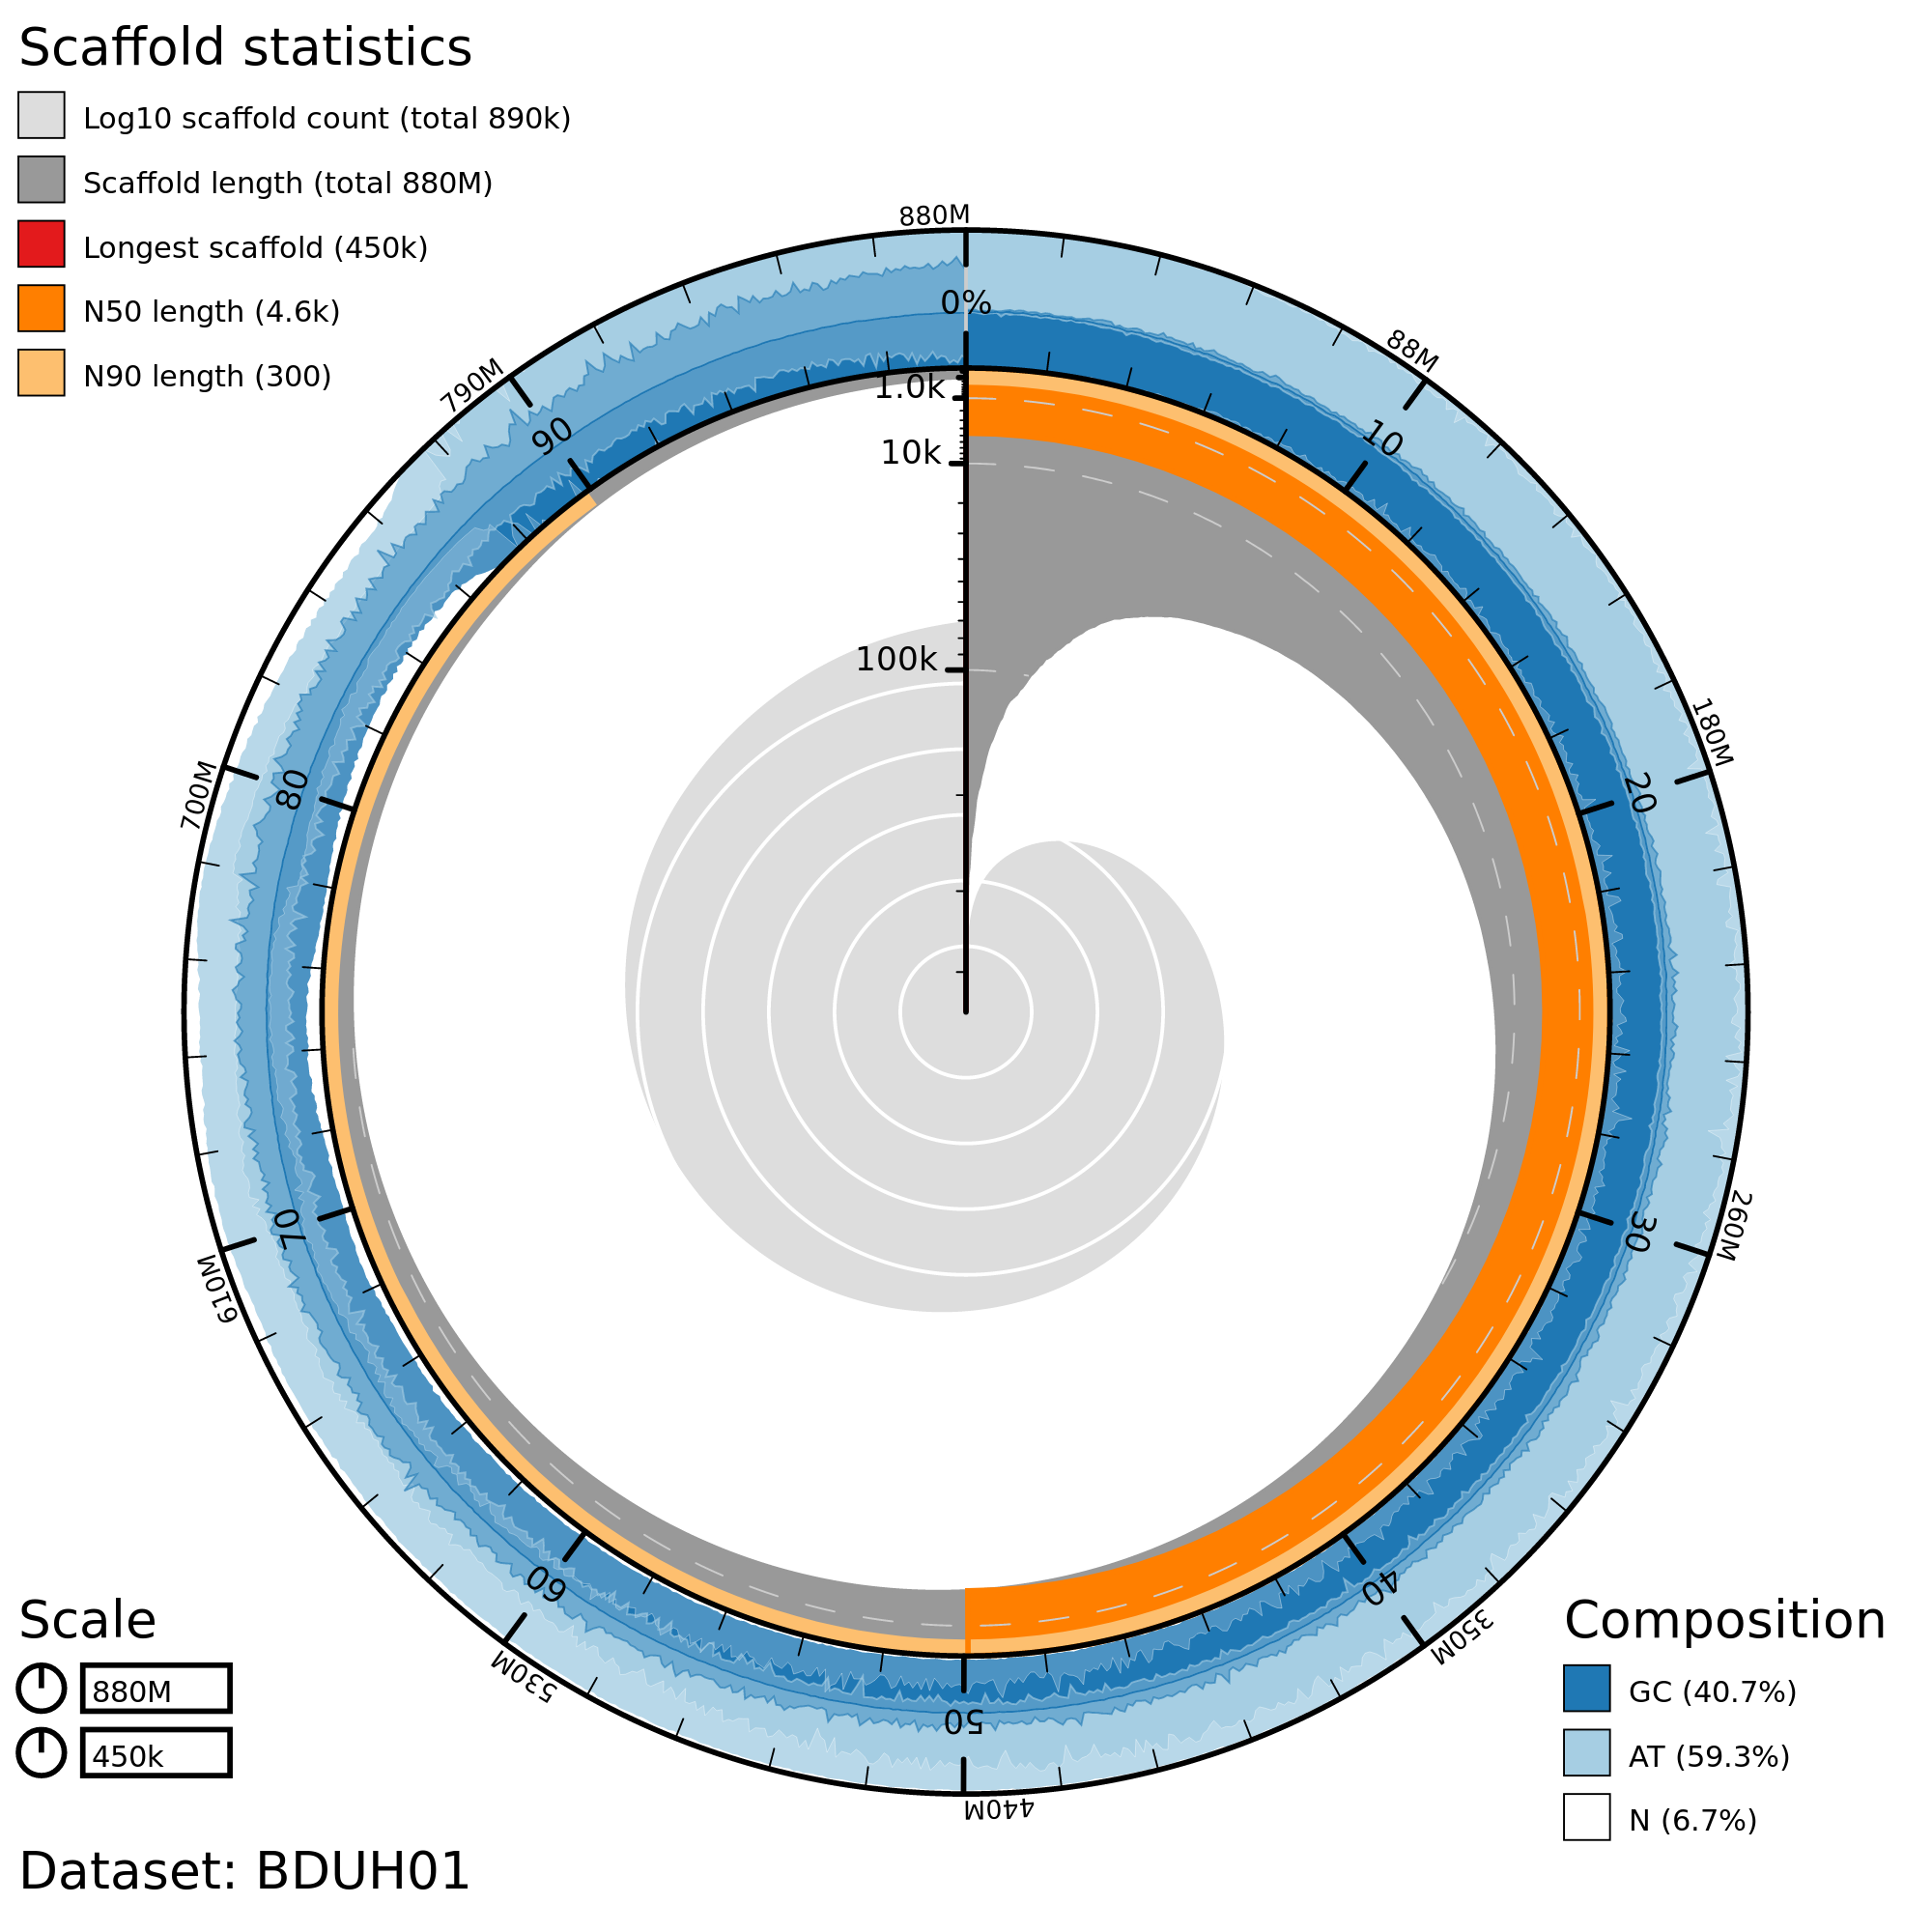 Scaffold statistics
Log10 scaffold count (total 890k)
Scaffold length (total 880M)
Longest scaffold (450k)
N50 length (4.6k)
N90 length (300)
880M
88M
180M
260M
350M
440M
530M
610M
700M
790M
0%
10
20
30
40
50
60
70
80
90
1.0k
10k
100k
Scale
880M
450k
Composition
GC (40.7%)
AT (59.3%)
N (6.7%)
Dataset: BDUH01